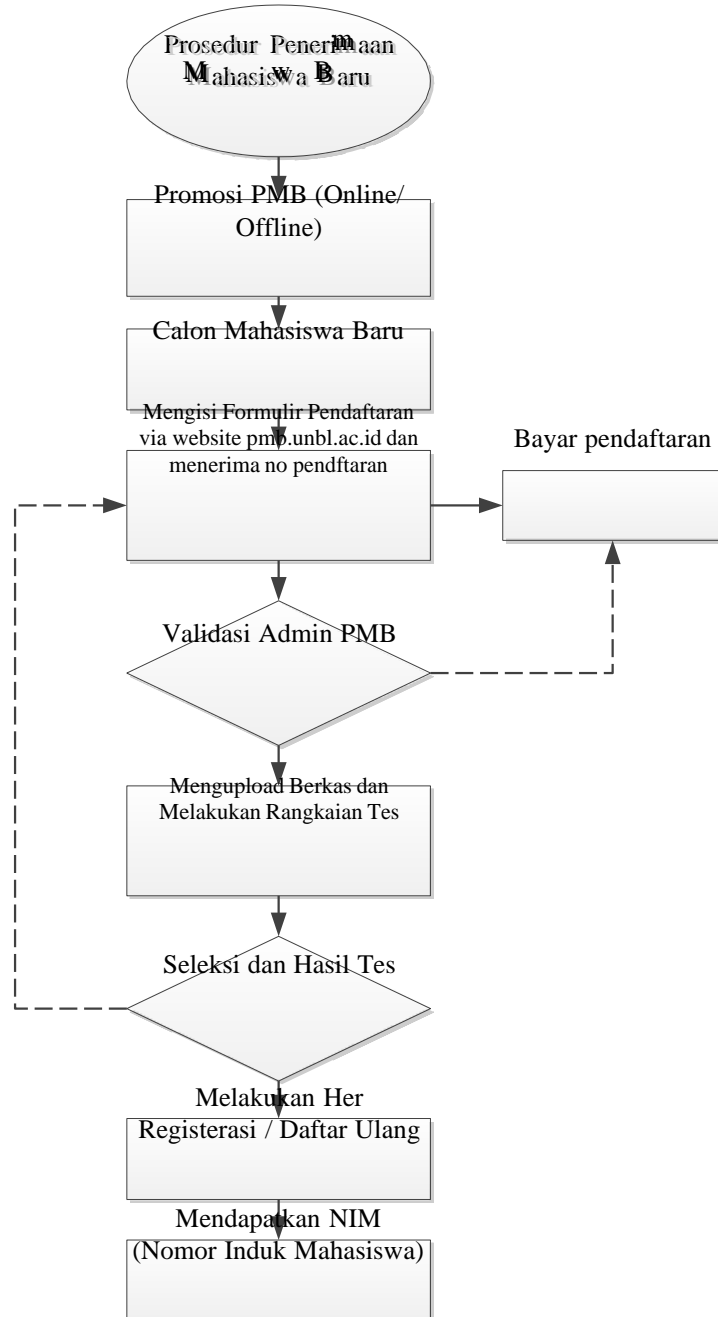 Prosedur Penerimaan
Mahasiswa Baru
Promosi PMB (Online/
Offline)
Calon Mahasiswa Baru
Mengisi Formulir Pendaftaran
via website pmb.unbl.ac.id dan
menerima no pendftaran
Bayar pendaftaran
Validasi Admin PMB
Mengupload Berkas dan
Melakukan Rangkaian Tes
Seleksi dan Hasil Tes
Melakukan Her
Registerasi / Daftar Ulang
Mendapatkan NIM
(Nomor Induk Mahasiswa)